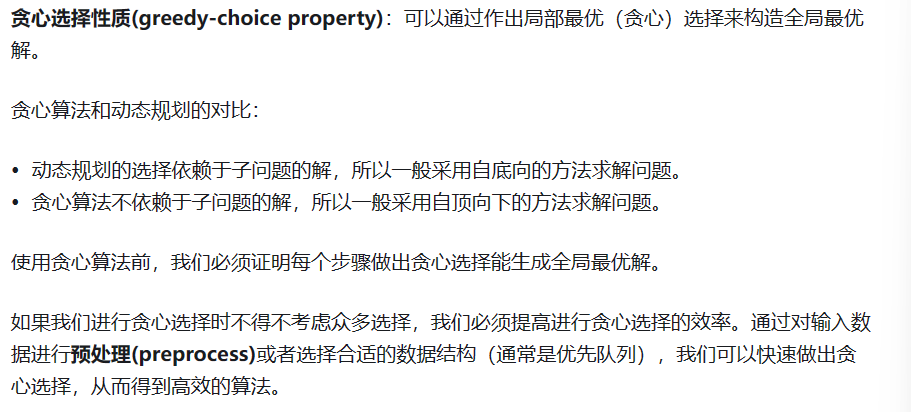 贪心选择性质(greedy-choice property)：可以通过作出局部最优（贪心）选择来构造全局最优
解。
贪心算法和动态规划的对比：
• 动态规划的选择依赖于子问题的解，所以一般采用自底向的方法求解问题。
• 贪心算法不依赖于子问题的解，所以一般采用自顶向下的方法求解问题。
使用贪心算法前，我们必须证明每个步骤做出贪心选择能生成全局最优解。
如果我们进行贪心选择时不得不考虑众多选择，我们必须提高进行贪心选择的效率。通过对输入数
据进行预处理(preprocess)或者选择合适的数据结构（通常是优先队列），我们可以快速做出贪
心选择，从而得到高效的算法。